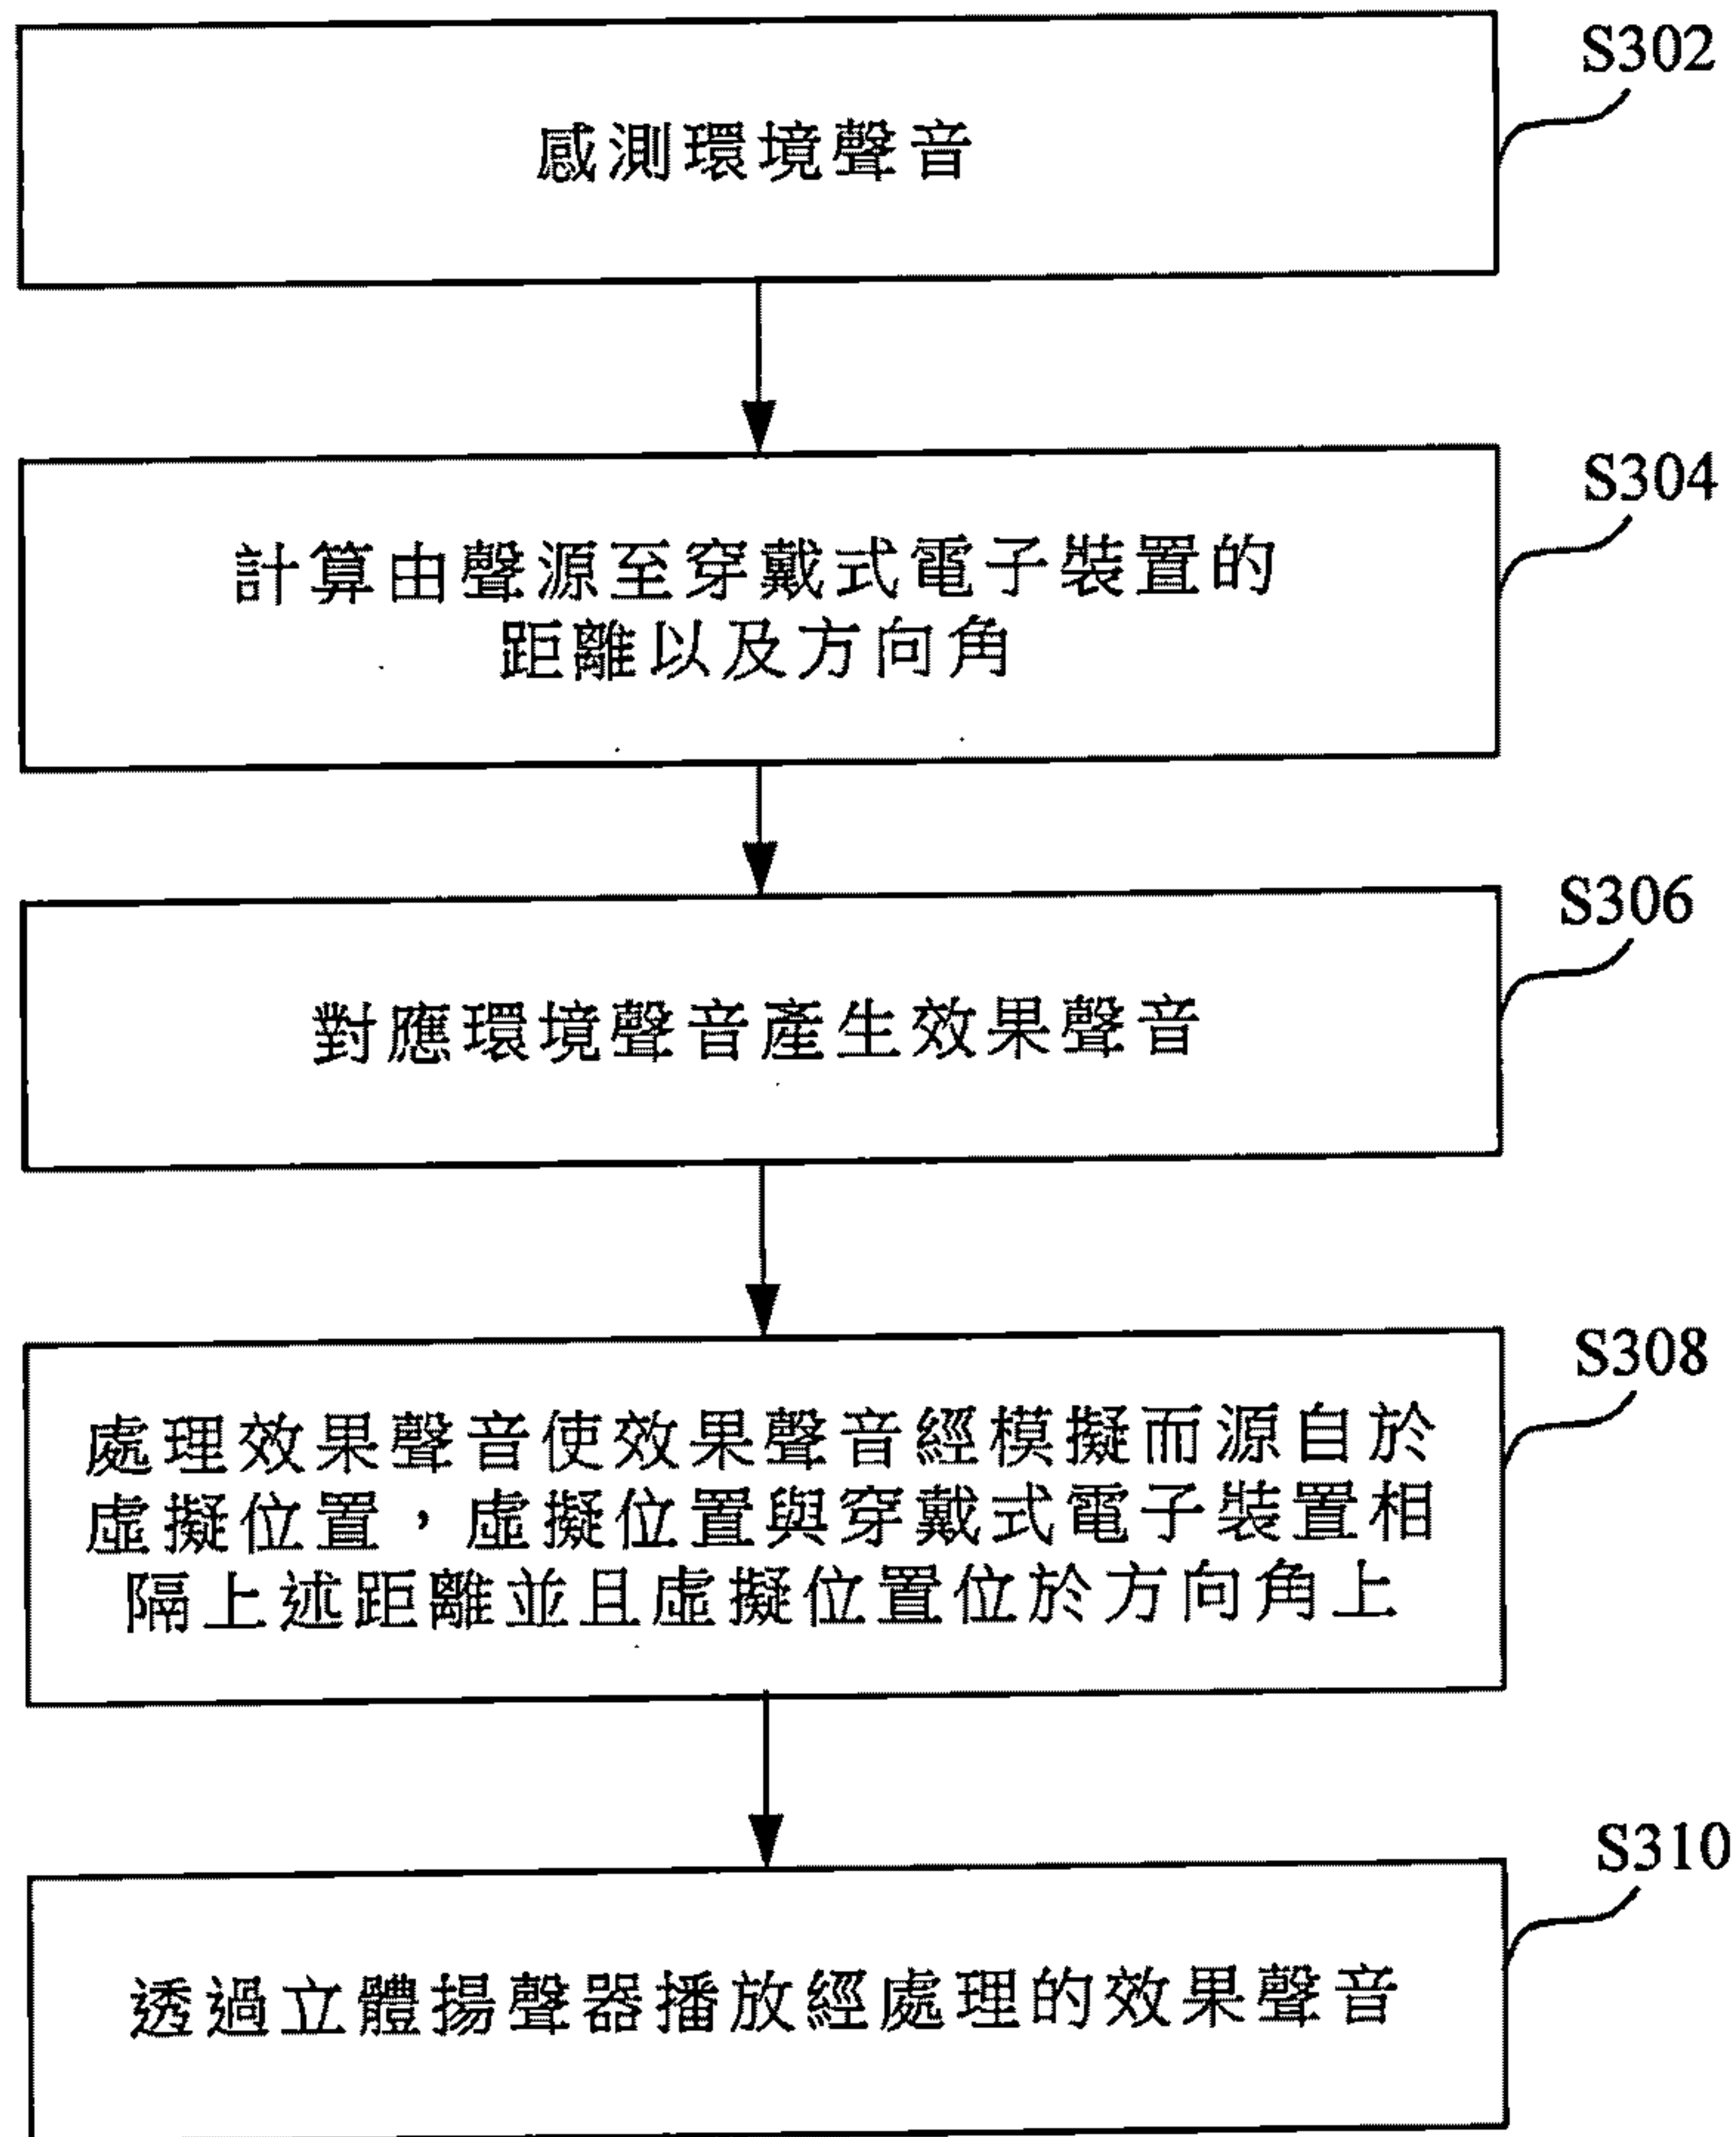 S302
感測環境聲音
S304
計算由聲源至穿戴式電子裝置的
距離以及方向角
S306
對應環境聲音產生效果聲音
S308
處理效果聲音使效果聲音經模擬而源自於
虛擬位置，虛擬位置與穿戴式電子裝置相
隔上述距離並且虛擬位置位於方向角上
S310
透過立體揚聲器播放經處理的效果聲音